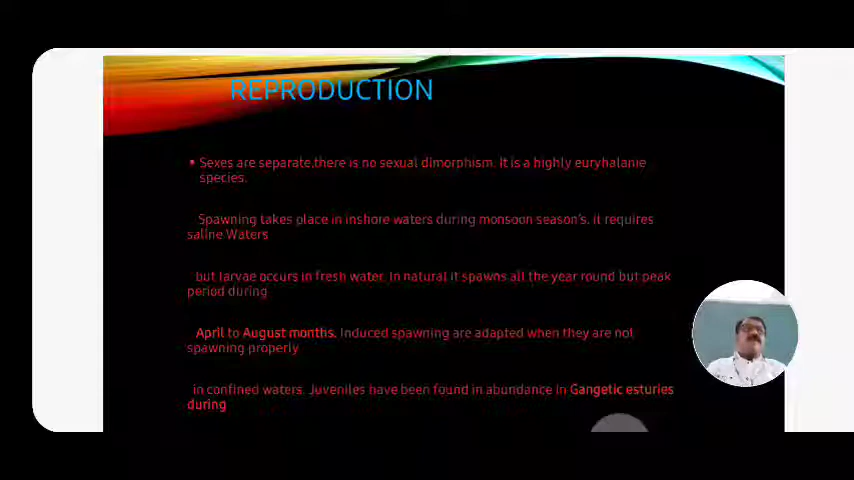 REPRODUCTION
▪ Sexes are separate.there is no sexual dimorphism. It is a highly euryhalanie
species.
Spawning takes place in inshore waters during monsoon season's. it requires
saline Waters
but larvae occurs in fresh water. In natural it spawns all the year round but peak
period during
April to August months. Induced spawning are adapted when they are not
spawning properly
in confined waters. Juveniles have been found in abundance in Gangetic esturies
during